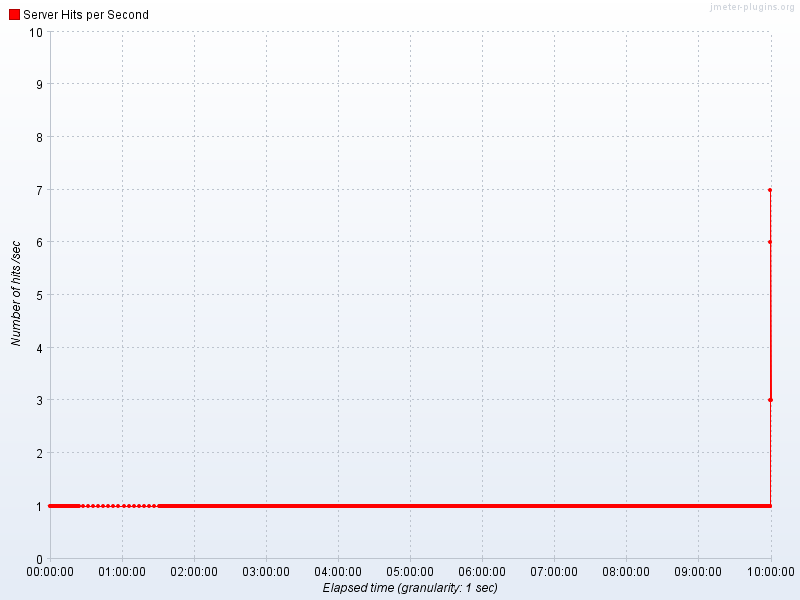 jmeter-plugins.org
Server Hits per Second
10
9
8
7
6
5
4
3
2
1
0
Number of hits /sec
00:00:00 01:00:00 02:00:00 03:00:00 04:00:00 05:00:00 06:00:00 07:00:00 08:00:00 09:00:00 10:00:00
Elapsed time (granularity: 1 sec)